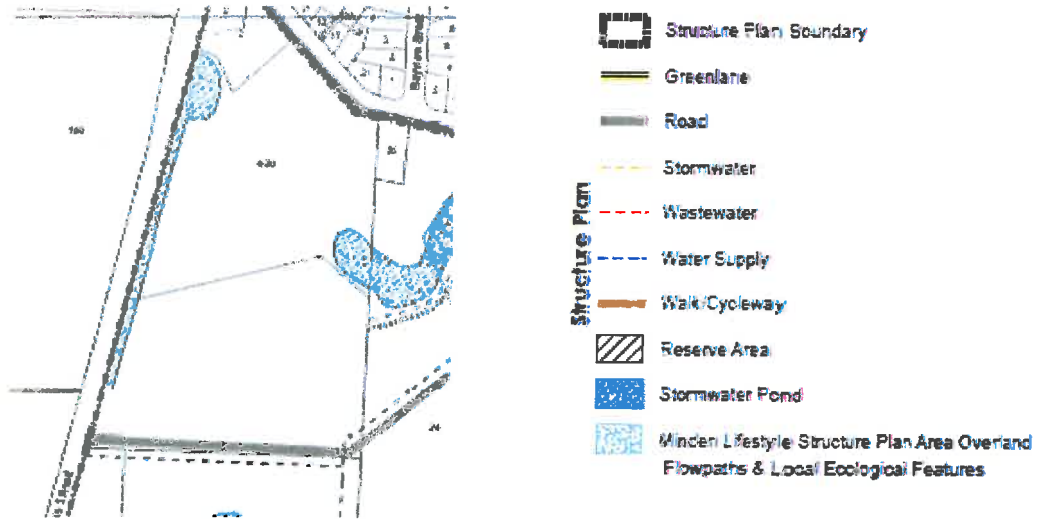 Structure Plan Boundary
Greenlane
Road
Stormwater
Structure Plan
Wastewater
Water Supply
Walk/Cycleway
Reserve Area
Stormwater Pond
Minden Lifestyle Structure Plan Area Overland
Flowpaths & Local Ecological Features